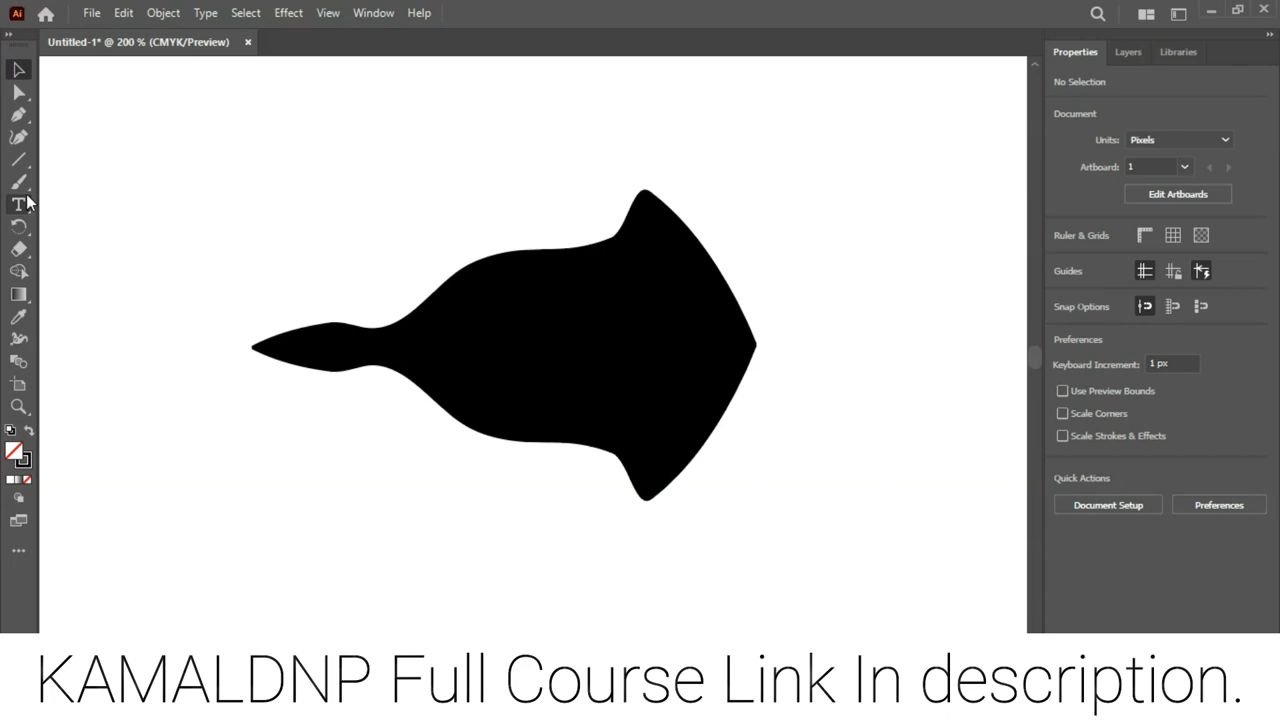 Ai File Edit Object Type Select Effect View Window Help
Untitled-1* @ 200 % (CMYK/Preview) ×
T
Properties Layers Libraries
No Selection
Document
Units: Pixels
Artboard: 1
Edit Artboards
Ruler & Grids
Guides
Snap Options
Preferences
Keyboard Increment: 1 px
Use Preview Bounds
Scale Corners
Scale Strokes & Effects
Quick Actions
Document Setup Preferences
KAMALDNP Full Course Link In description.